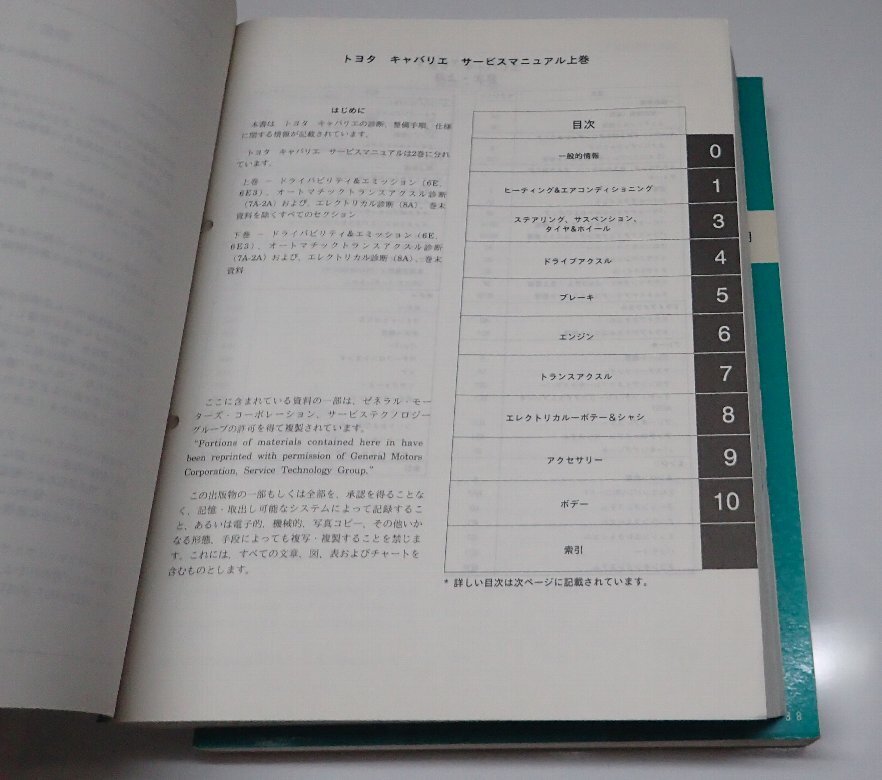 トヨタ　キャバリエ　サービスマニュアル上巻
はじめに
本書は　トヨタ　キャバリエの診断、整備手順、仕様
に関する情報が記載されています。
トヨタ　キャバリエ　サービスマニュアルは2巻に分れ
ています。
上巻 － ドライバビリティ&エミッション（6E、
6E3）、オートマチックトランスアクスル診断
（7A-2A）および、エレクトリカル診断（8A）、巻末
資料を除くすべてのセクション
下巻 － ドライバビリティ&エミッション（6E、
6E3）、オートマチックトランスアクスル診断
（7A-2A）および、エレクトリカル診断（8A）、巻末
資料
ここに含まれている資料の一部は、ゼネラル・モー
ターズ・コーポレーション、サービステクノロジー
グループの許可を得て複製されています。
"Portions of materials contained here in have
been reprinted with permission of General Motors
Corporation, Service Technology Group."
この出版物の一部もしくは全部を、承認を得ることな
く、記憶・取出し可能なシステムによって記録するこ
と、あるいは電子的、機械的、写真コピー、その他いか
なる形態、手段によっても複写・複製することを禁じま
す。これには、すべての文章、図、表およびチャートを
含むものとします。
目次
一般的情報 0
ヒーティング&エアコンディショニング 1
ステアリング、サスペンション、
タイヤ&ホイール 3
ドライブアクスル 4
ブレーキ 5
エンジン 6
トランスアクスル 7
エレクトリカルーボデー＆シャシ 8
アクセサリー 9
ボデー 10
索引
* 詳しい目次は次ページに記載されています。